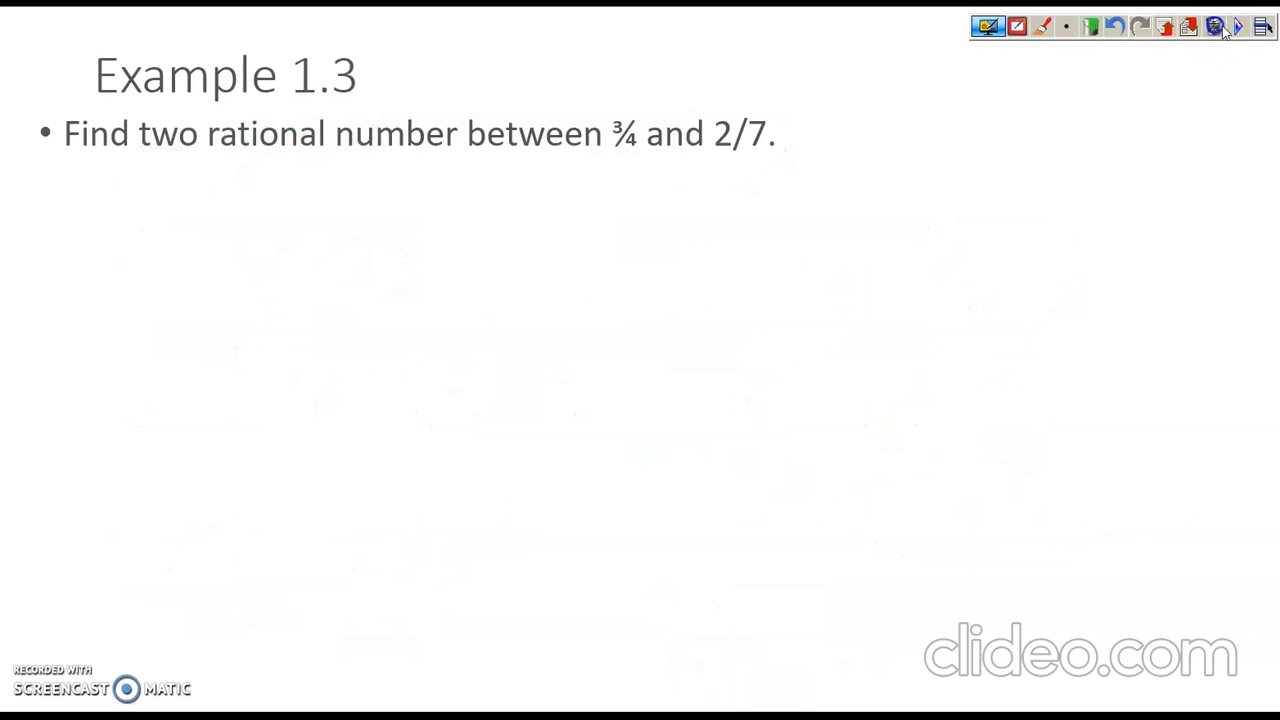 Example 1.3
• Find two rational number between ¾ and 2/7.
clideo.com
RECORDED WITH
SCREENCAST MATIC